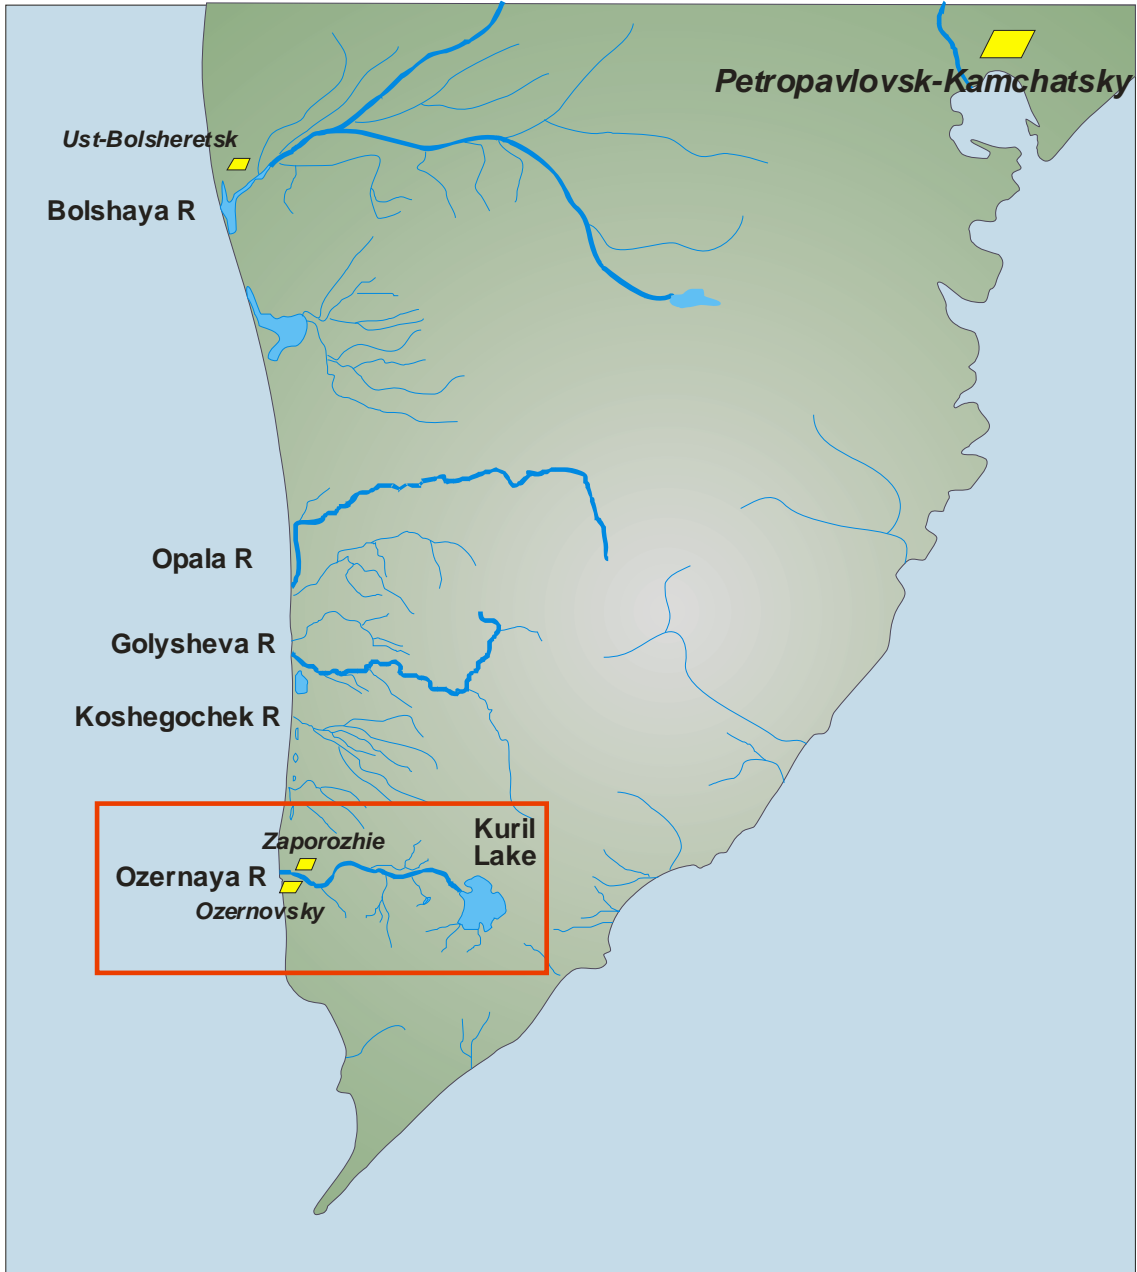 Petropavlovsk-Kamchatsky
Ust-Bolsheretsk
Bolshaya R
Opala R
Golysheva R
Koshegochek R
Kuril
Lake
Zaporozhie
Ozernaya R
Ozernovsky